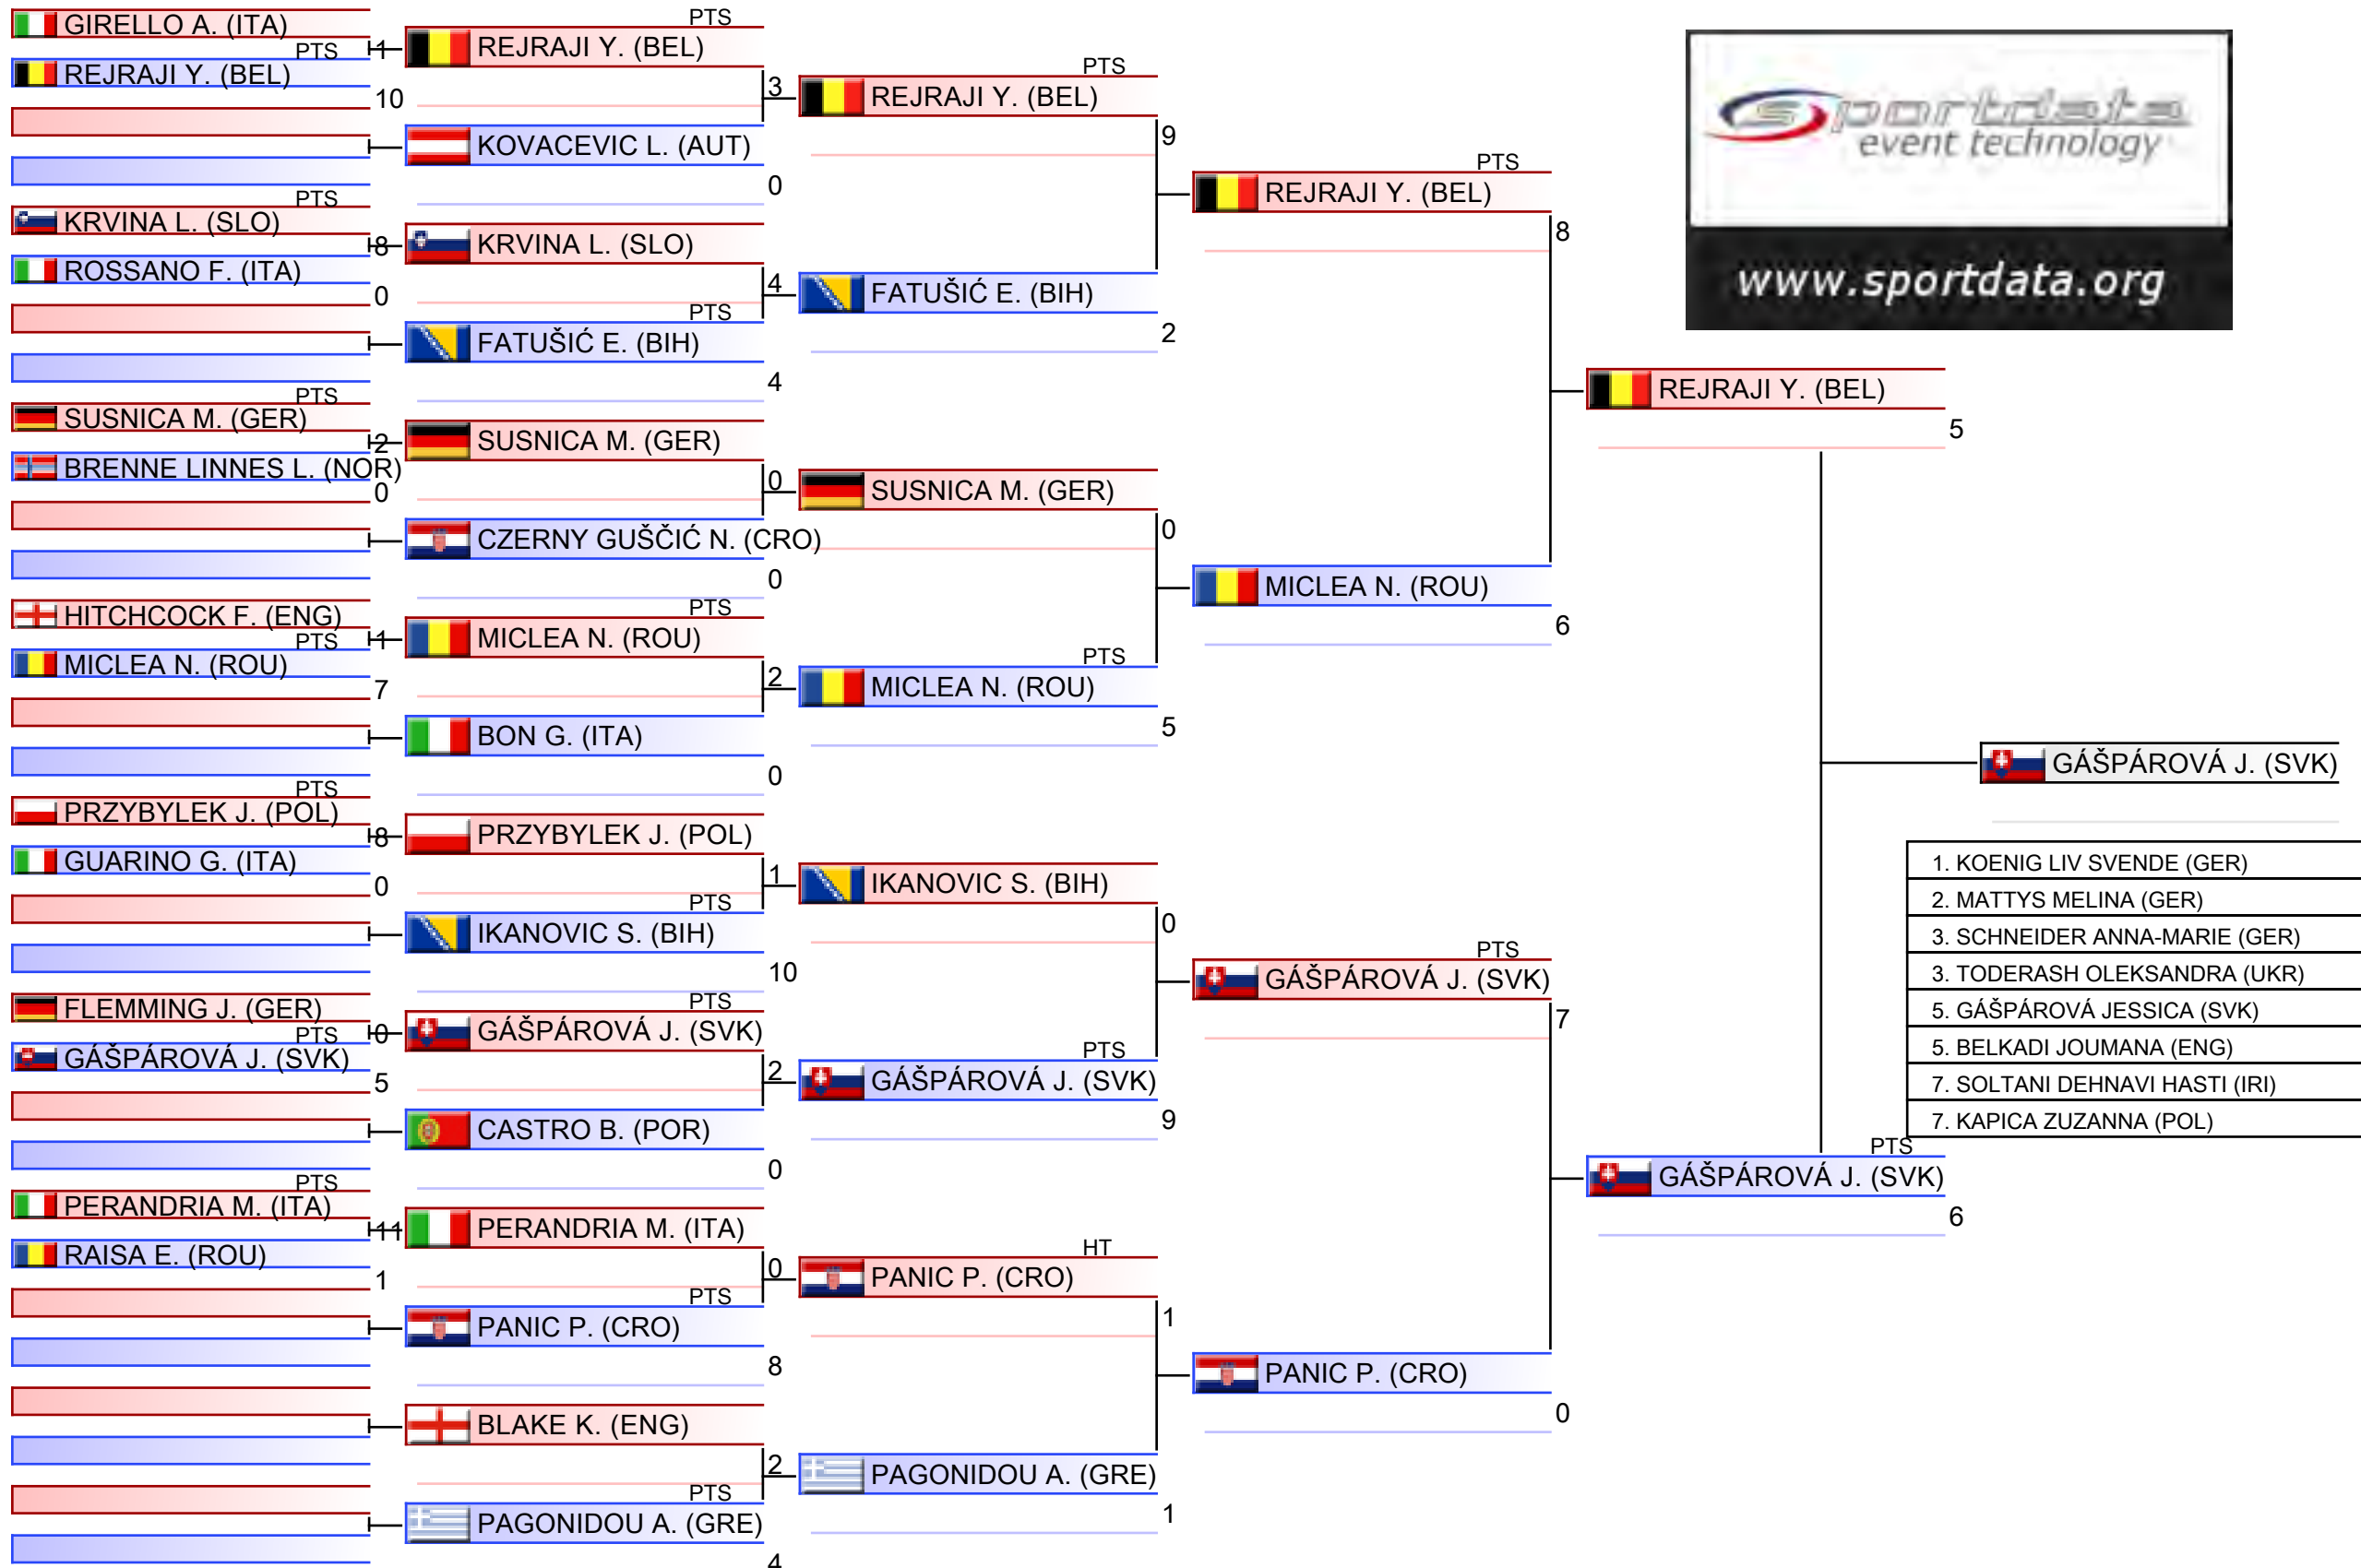 GIRELLO A. (ITA)
PTS
1
REJRAJI Y. (BEL)
10
PTS
KRVINA L. (SLO)
8
ROSSANO F. (ITA)
0
PTS
SUSNICA M. (GER)
2
BRENNE LINNES L. (NOR)
0
HITCHCOCK F. (ENG)
PTS
1
MICLEA N. (ROU)
7
PTS
PRZYBYLEK J. (POL)
8
GUARINO G. (ITA)
0
FLEMMING J. (GER)
PTS
0
GÁŠPÁROVÁ J. (SVK)
5
PTS
PERANDRIA M. (ITA)
11
RAISA E. (ROU)
1
PTS
REJRAJI Y. (BEL)
3
KOVACEVIC L. (AUT)
0
KRVINA L. (SLO)
4
PTS
FATUŠIĆ E. (BIH)
4
SUSNICA M. (GER)
0
CZERNY GUŠČIĆ N. (CRO)
0
PTS
MICLEA N. (ROU)
2
BON G. (ITA)
0
PRZYBYLEK J. (POL)
1
PTS
IKANOVIC S. (BIH)
10
PTS
GÁŠPÁROVÁ J. (SVK)
2
CASTRO B. (POR)
0
PERANDRIA M. (ITA)
0
PTS
PANIC P. (CRO)
8
BLAKE K. (ENG)
2
PTS
PAGONIDOU A. (GRE)
4
PTS
REJRAJI Y. (BEL)
9
FATUŠIĆ E. (BIH)
2
SUSNICA M. (GER)
0
PTS
MICLEA N. (ROU)
5
IKANOVIC S. (BIH)
0
PTS
GÁŠPÁROVÁ J. (SVK)
9
HT
PANIC P. (CRO)
1
PAGONIDOU A. (GRE)
1
PTS
REJRAJI Y. (BEL)
8
MICLEA N. (ROU)
6
PTS
GÁŠPÁROVÁ J. (SVK)
7
PANIC P. (CRO)
0
REJRAJI Y. (BEL)
5
PTS
GÁŠPÁROVÁ J. (SVK)
6
GÁŠPÁROVÁ J. (SVK)
sportdata
event technology
www.sportdata.org
1. KOENIG LIV SVENDE (GER)
2. MATTYS MELINA (GER)
3. SCHNEIDER ANNA-MARIE (GER)
3. TODERASH OLEKSANDRA (UKR)
5. GÁŠPÁROVÁ JESSICA (SVK)
5. BELKADI JOUMANA (ENG)
7. SOLTANI DEHNAVI HASTI (IRI)
7. KAPICA ZUZANNA (POL)